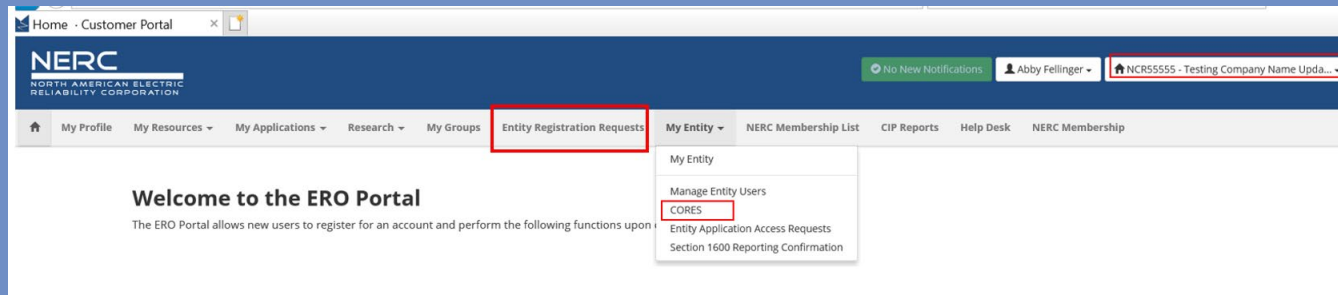 Home - Customer Portal
NERC
NORTH AMERICAN ELECTRIC
RELIABILITY CORPORATION
No New Notifications
Abby Fellinger
NCR55555 - Testing Company Name Upda...
My Profile My Resources My Applications Research My Groups Entity Registration Requests My Entity NERC Membership List CIP Reports Help Desk NERC Membership
My Entity
Manage Entity Users
CORES
Entity Application Access Requests
Section 1600 Reporting Confirmation
Welcome to the ERO Portal
The ERO Portal allows new users to register for an account and perform the following functions upon